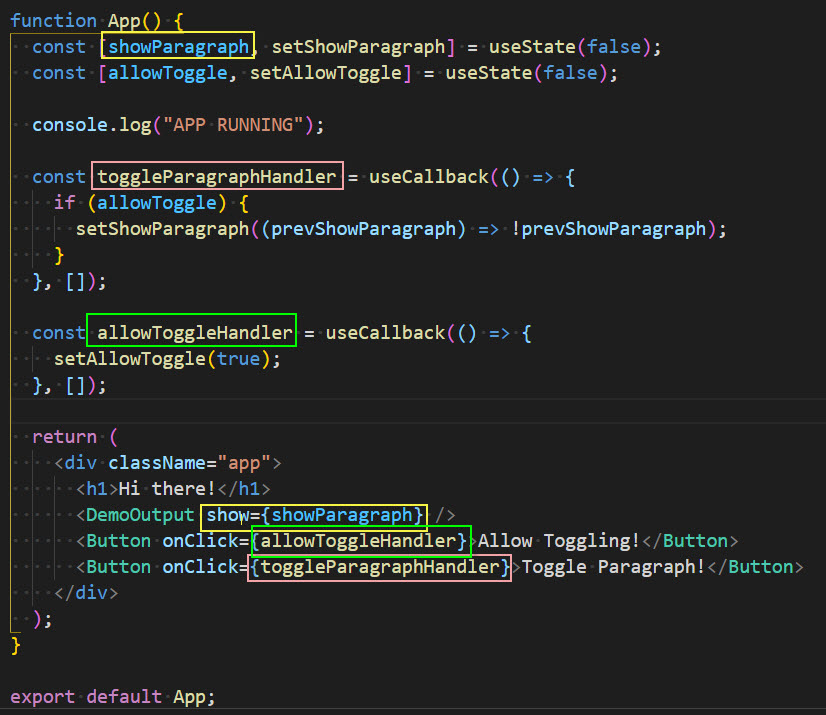 function App() {
const [showParagraph, setShowParagraph] = useState(false);
const [allowToggle, setAllowToggle] = useState(false);
console.log("APP RUNNING");
const toggleParagraphHandler = useCallback(() => {
if (allowToggle) {
setShowParagraph((prevShowParagraph) => !prevShowParagraph);
}
}, []);
const allowToggleHandler = useCallback(() => {
setAllowToggle(true);
}, []);
return (
<div className="app">
<h1>Hi there!</h1>
<DemoOutput show={showParagraph} />
<Button onClick={allowToggleHandler}>Allow Toggling!</Button>
<Button onClick={toggleParagraphHandler}>Toggle Paragraph!</Button>
</div>
);
}
export default App;